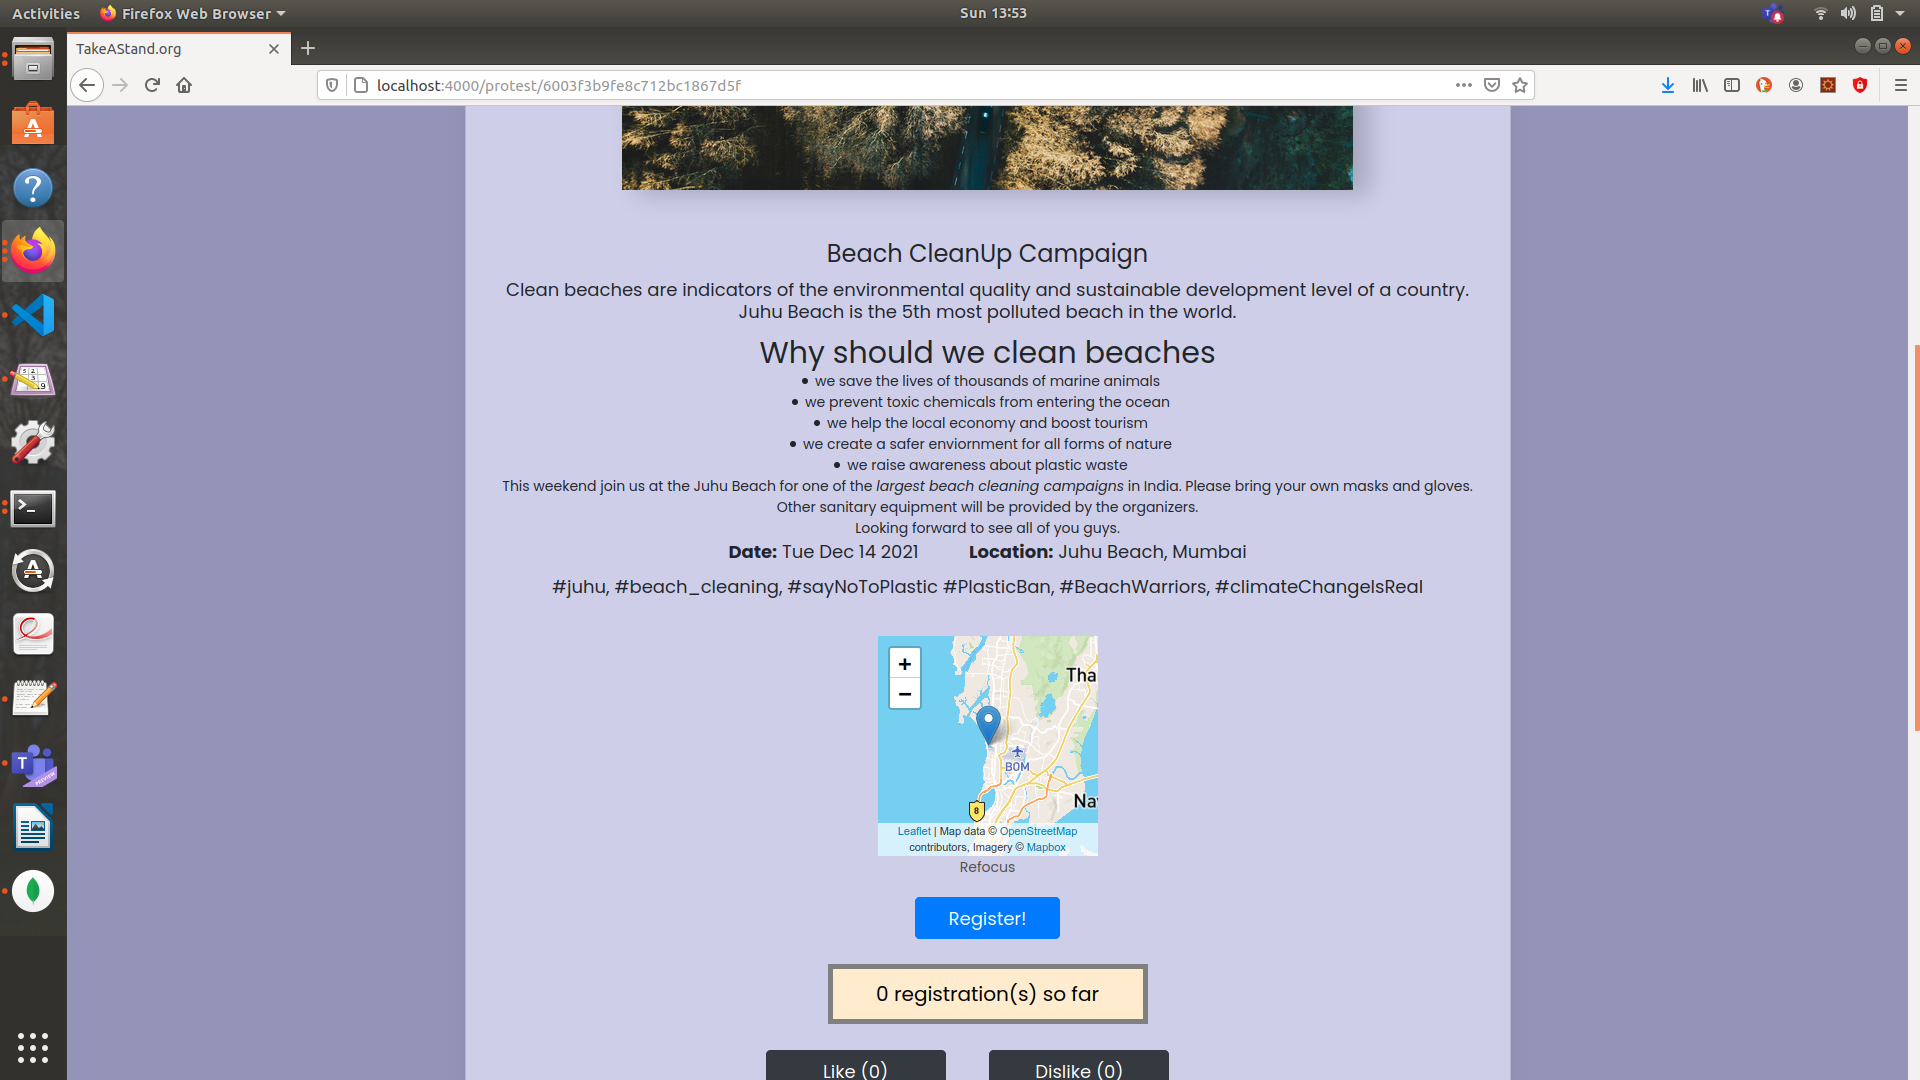 Activities
Firefox Web Browser
Sun 13:53
TakeAStand.org
localhost:4000/protest/6003f3b9fe8c712bc1867d5f
Beach CleanUp Campaign
Clean beaches are indicators of the environmental quality and sustainable development level of a country.
Juhu Beach is the 5th most polluted beach in the world.
Why should we clean beaches
• we save the lives of thousands of marine animals
• we prevent toxic chemicals from entering the ocean
• we help the local economy and boost tourism
• we create a safer enviornment for all forms of nature
• we raise awareness about plastic waste
This weekend join us at the Juhu Beach for one of the largest beach cleaning campaigns in India. Please bring your own masks and gloves.
Other sanitary equipment will be provided by the organizers.
Looking forward to see all of you guys.
Date: Tue Dec 14 2021 Location: Juhu Beach, Mumbai
#juhu, #beach_cleaning, #sayNoToPlastic #PlasticBan, #BeachWarriors, #climateChangeIsReal
+
−
Tha
BOM
Na
8
Leaflet | Map data © OpenStreetMap
contributors, Imagery © Mapbox
Refocus
Register!
0 registration(s) so far
Like (0) Dislike (0)